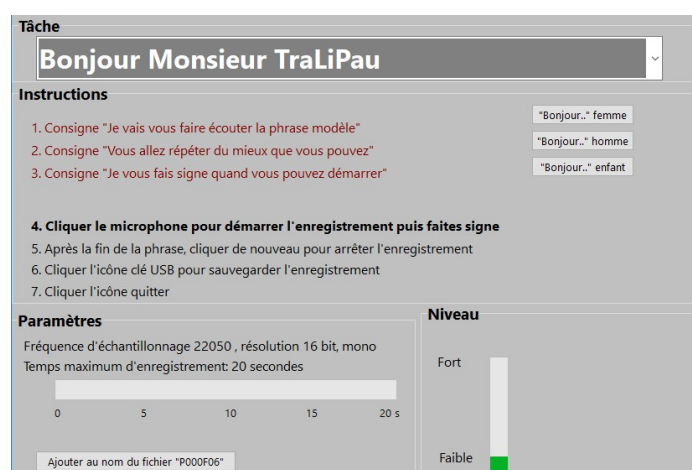 Tâche
Bonjour Monsieur TraLiPau
Instructions
"Bonjour.." femme
1. Consigne "Je vais vous faire écouter la phrase modèle"
"Bonjour.." homme
2. Consigne "Vous allez répéter du mieux que vous pouvez"
"Bonjour.." enfant
3. Consigne "Je vous fais signe quand vous pouvez démarrer"
4. Cliquer le microphone pour démarrer l'enregistrement puis faites signe
5. Après la fin de la phrase, cliquer de nouveau pour arrêter l'enregistrement
6. Cliquer l'icône clé USB pour sauvegarder l'enregistrement
7. Cliquer l'icône quitter
Paramètres
Fréquence d'échantillonnage 22050 , résolution 16 bit, mono
Temps maximum d'enregistrement: 20 secondes
0 5 10 15 20 s
Ajouter au nom du fichier "P000F06"
Niveau
Fort
Faible